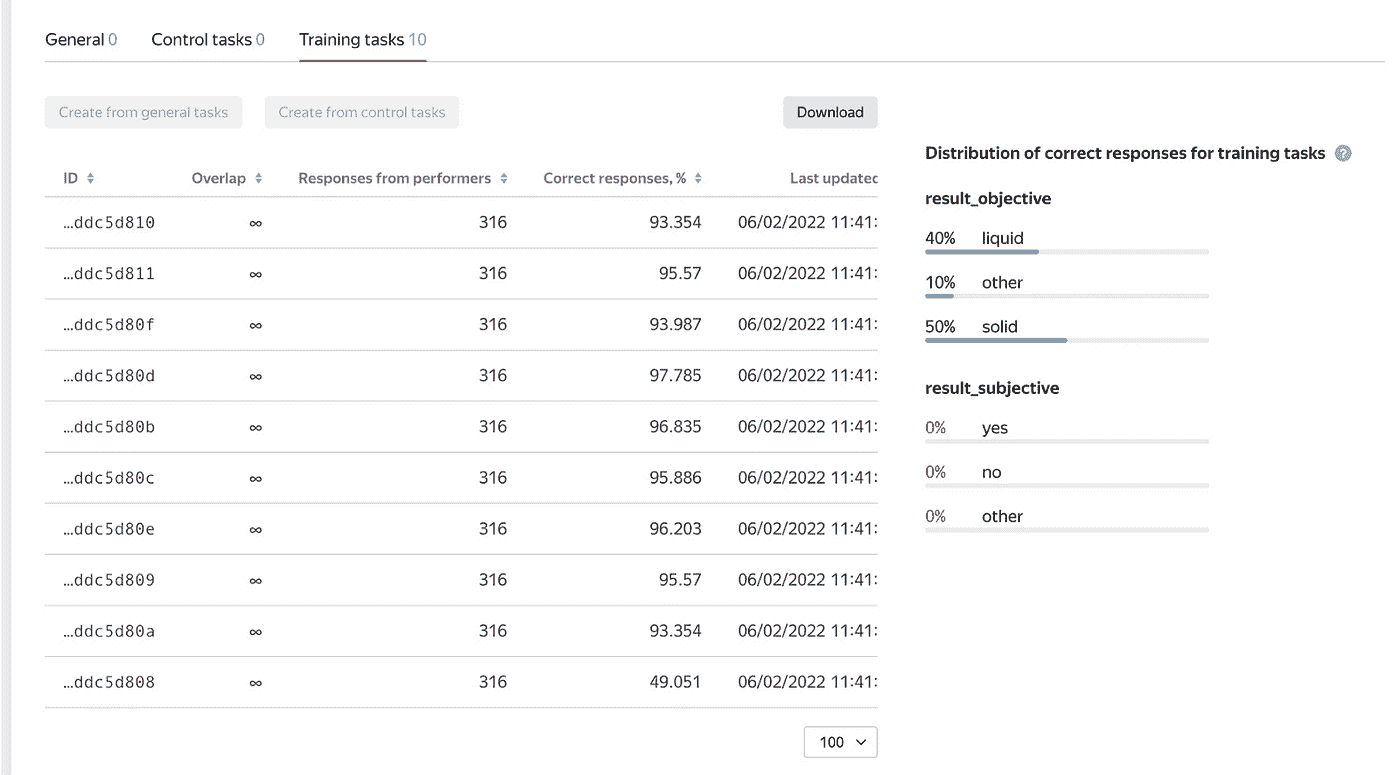 General 0 Control tasks 0 Training tasks 10
Create from general tasks Create from control tasks Download
ID Overlap Responses from performers Correct responses, % Last updated
...ddc5d810 ∞ 316 93.354 06/02/2022 11:41:
...ddc5d811 ∞ 316 95.57 06/02/2022 11:41:
...ddc5d80f ∞ 316 93.987 06/02/2022 11:41:
...ddc5d80d ∞ 316 97.785 06/02/2022 11:41:
...ddc5d80b ∞ 316 96.835 06/02/2022 11:41:
...ddc5d80c ∞ 316 95.886 06/02/2022 11:41:
...ddc5d80e ∞ 316 96.203 06/02/2022 11:41:
...ddc5d809 ∞ 316 95.57 06/02/2022 11:41:
...ddc5d80a ∞ 316 93.354 06/02/2022 11:41:
...ddc5d808 ∞ 316 49.051 06/02/2022 11:41:
100
Distribution of correct responses for training tasks ?
result_objective
40% liquid
10% other
50% solid
result_subjective
0% yes
0% no
0% other